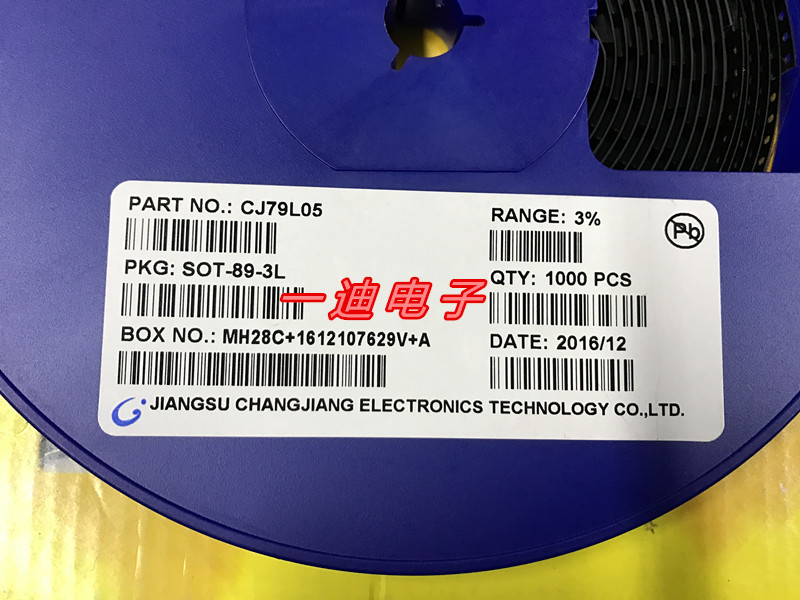 PART NO.: CJ79L05
RANGE: 3%
Pb
PKG: SOT-89-3L
QTY: 1000 PCS
一迪电子
BOX NO.: MH28C+1612107629V+A
DATE: 2016/12
JIANGSU CHANGJIANG ELECTRONICS TECHNOLOGY CO.,LTD.